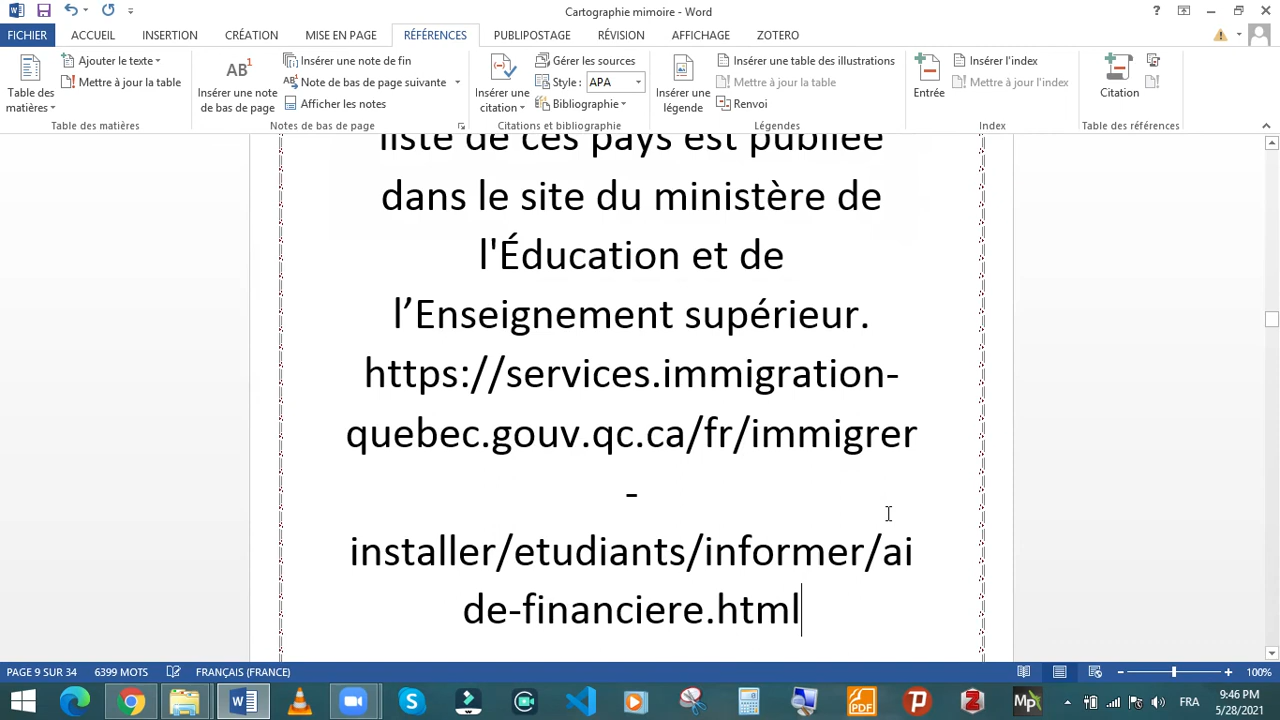 Cartographie mimoire - Word
FICHIER ACCUEIL INSERTION CRÉATION MISE EN PAGE RÉFÉRENCES PUBLIPOSTAGE RÉVISION AFFICHAGE ZOTERO
Table des matières
Ajouter le texte
Mettre à jour la table
Table des matières
AB1
Insérer une note de bas de page
Insérer une note de fin
Note de bas de page suivante
Afficher les notes
Notes de bas de page
Insérer une citation
Gérer les sources
Style : APA
Bibliographie
Citations et bibliographie
Insérer une légende
Insérer une table des illustrations
Mettre à jour la table
Renvoi
Légendes
Entrée
Insérer l'index
Mettre à jour l'index
Index
Citation
Table des références
liste de ces pays est publiée
dans le site du ministère de
l'Éducation et de
l’Enseignement supérieur.
https://services.immigration-
quebec.gouv.qc.ca/fr/immigrer
-
installer/etudiants/informer/ai
de-financiere.html
PAGE 9 SUR 34 6399 MOTS FRANÇAIS (FRANCE) 100%
FRA 9:46 PM
5/28/2021